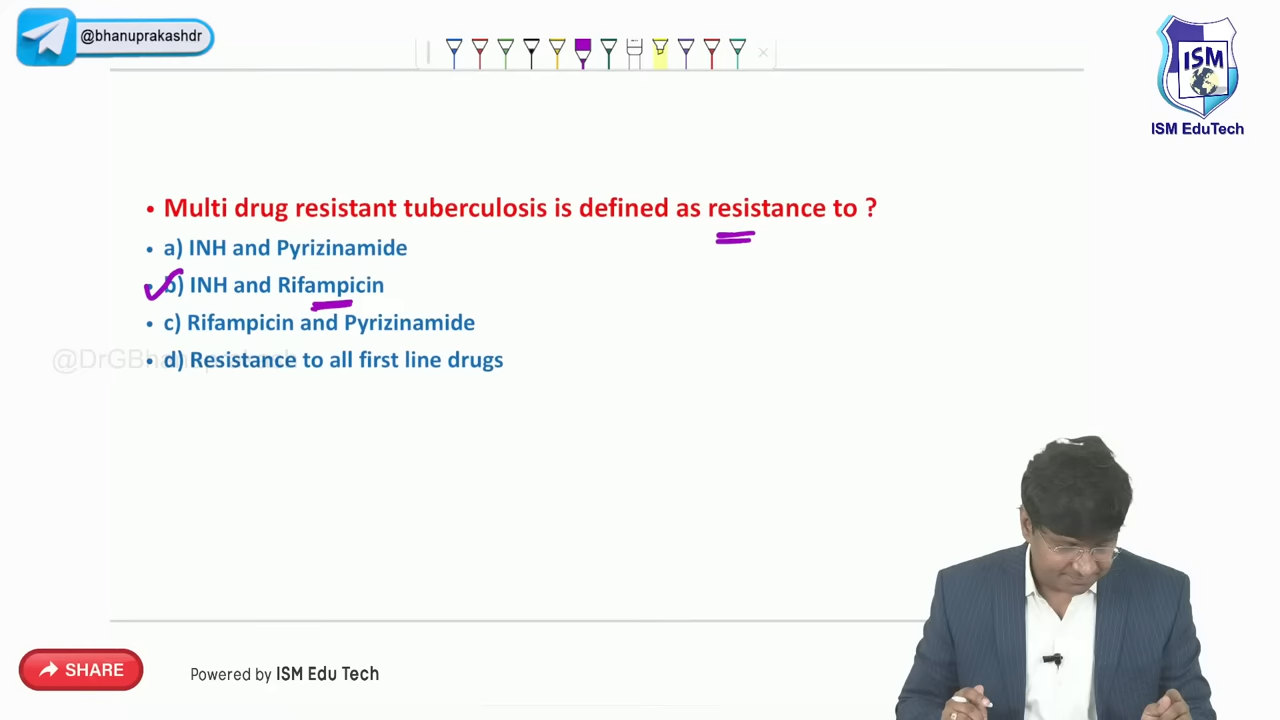 @bhanuprakashdr
ISM
ISM EduTech
• Multi drug resistant tuberculosis is defined as resistance to ?
• a) INH and Pyrizinamide
• b) INH and Rifampicin
• c) Rifampicin and Pyrizinamide
@DrGBhanuprakash
• d) Resistance to all first line drugs
SHARE
Powered by ISM Edu Tech